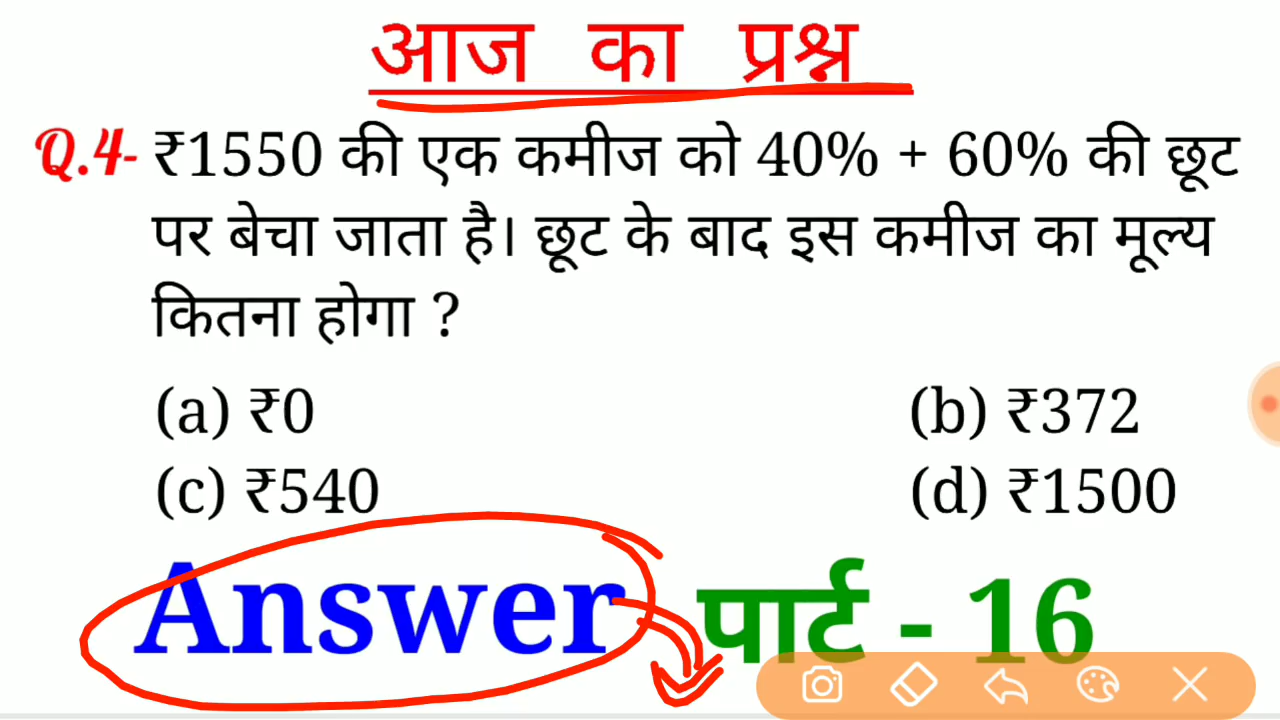 आज का प्रश्न
Q.4- ₹1550 की एक कमीज को 40% + 60% की छूट
पर बेचा जाता है। छूट के बाद इस कमीज का मूल्य
कितना होगा ?
(a) ₹0 (b) ₹372
(c) ₹540 (d) ₹1500
Answer पार्ट - 16